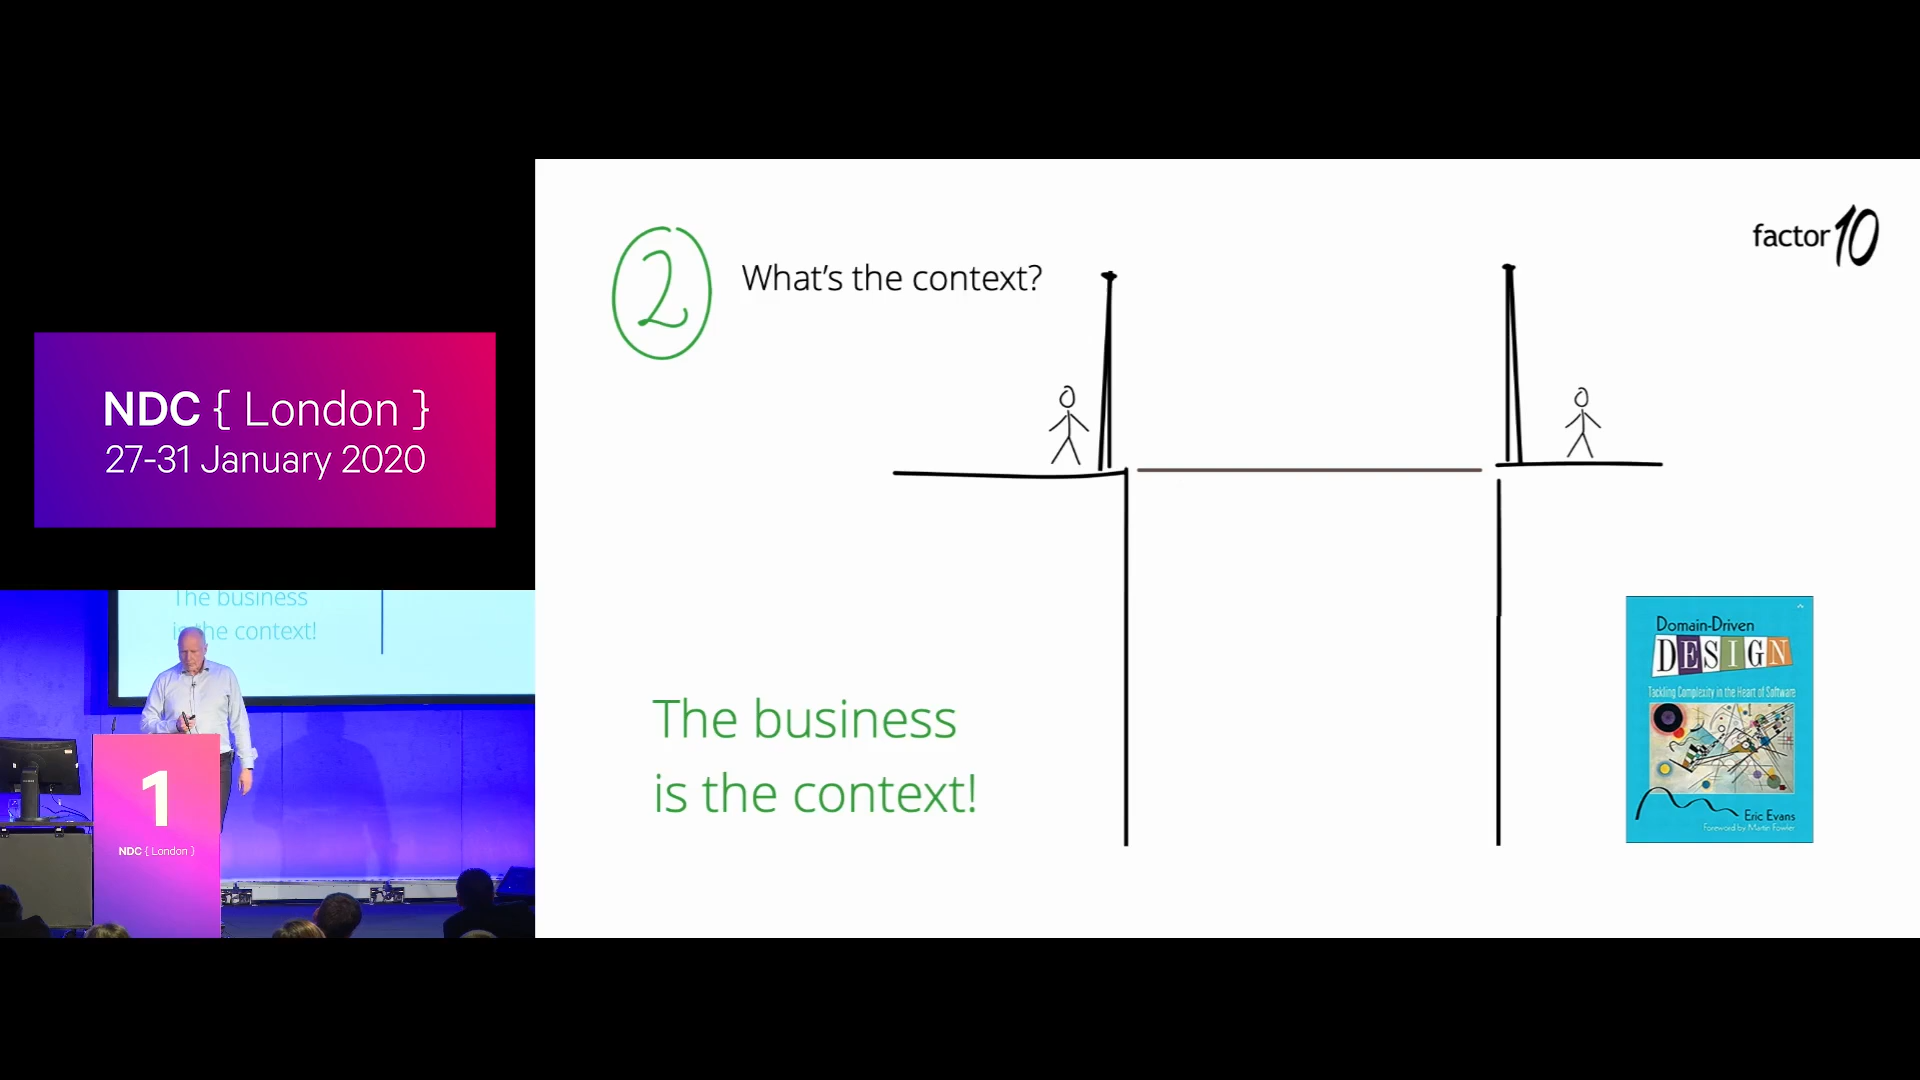 NDC { London }
27-31 January 2020
The business
is the context!
1
NDC { London }
2
What's the context?
factor10
The business
is the context!
Domain-Driven
DESIGN
Tackling Complexity in the Heart of Software
Eric Evans
Foreword by Martin Fowler